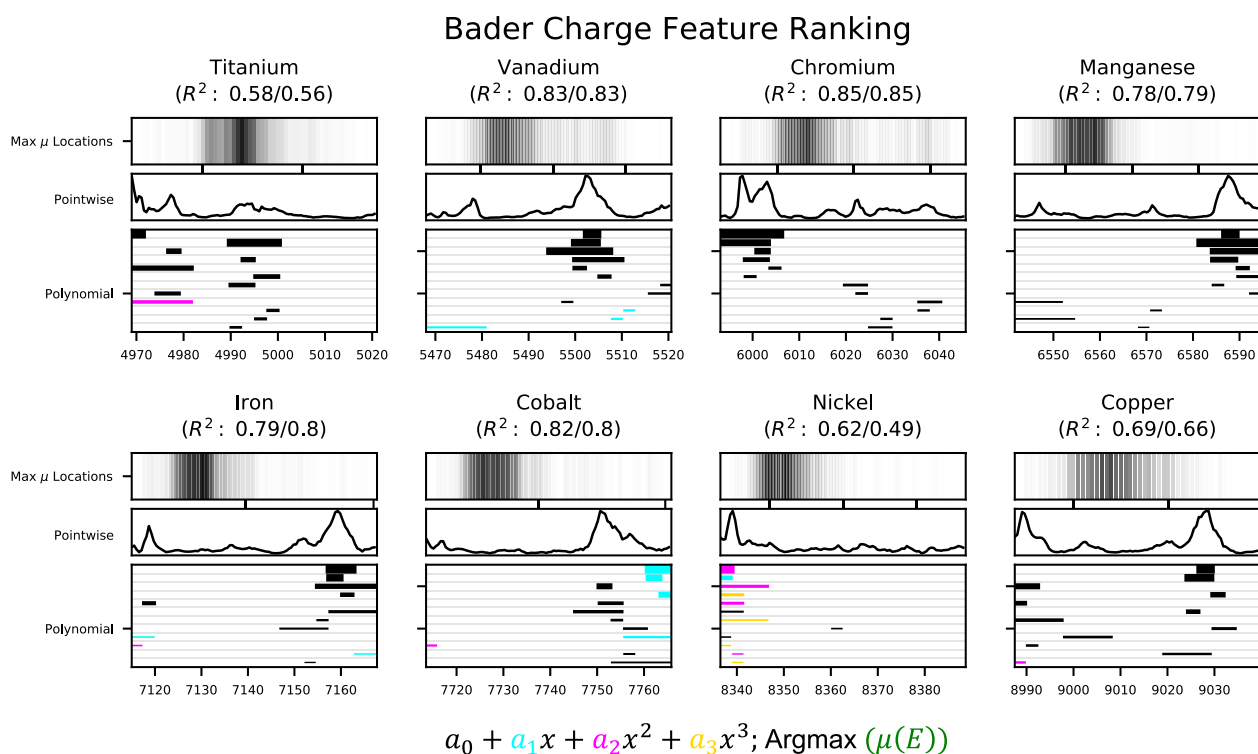 Bader Charge Feature Ranking
Titanium Vanadium Chromium Manganese
(R²: 0.58/0.56) (R²: 0.83/0.83) (R²: 0.85/0.85) (R²: 0.78/0.79)
Max μ Locations
Pointwise
Polynomial
4970 4980 4990 5000 5010 5020 5470 5480 5490 5500 5510 5520 6000 6010 6020 6030 6040 6550 6560 6570 6580 6590
Iron Cobalt Nickel Copper
(R²: 0.79/0.8) (R²: 0.82/0.8) (R²: 0.62/0.49) (R²: 0.69/0.66)
Max μ Locations
Pointwise
Polynomial
7120 7130 7140 7150 7160 7720 7730 7740 7750 7760 8340 8350 8360 8370 8380 8990 9000 9010 9020 9030
a₀ + a₁x + a₂x² + a₃x³; Argmax (μ(E))